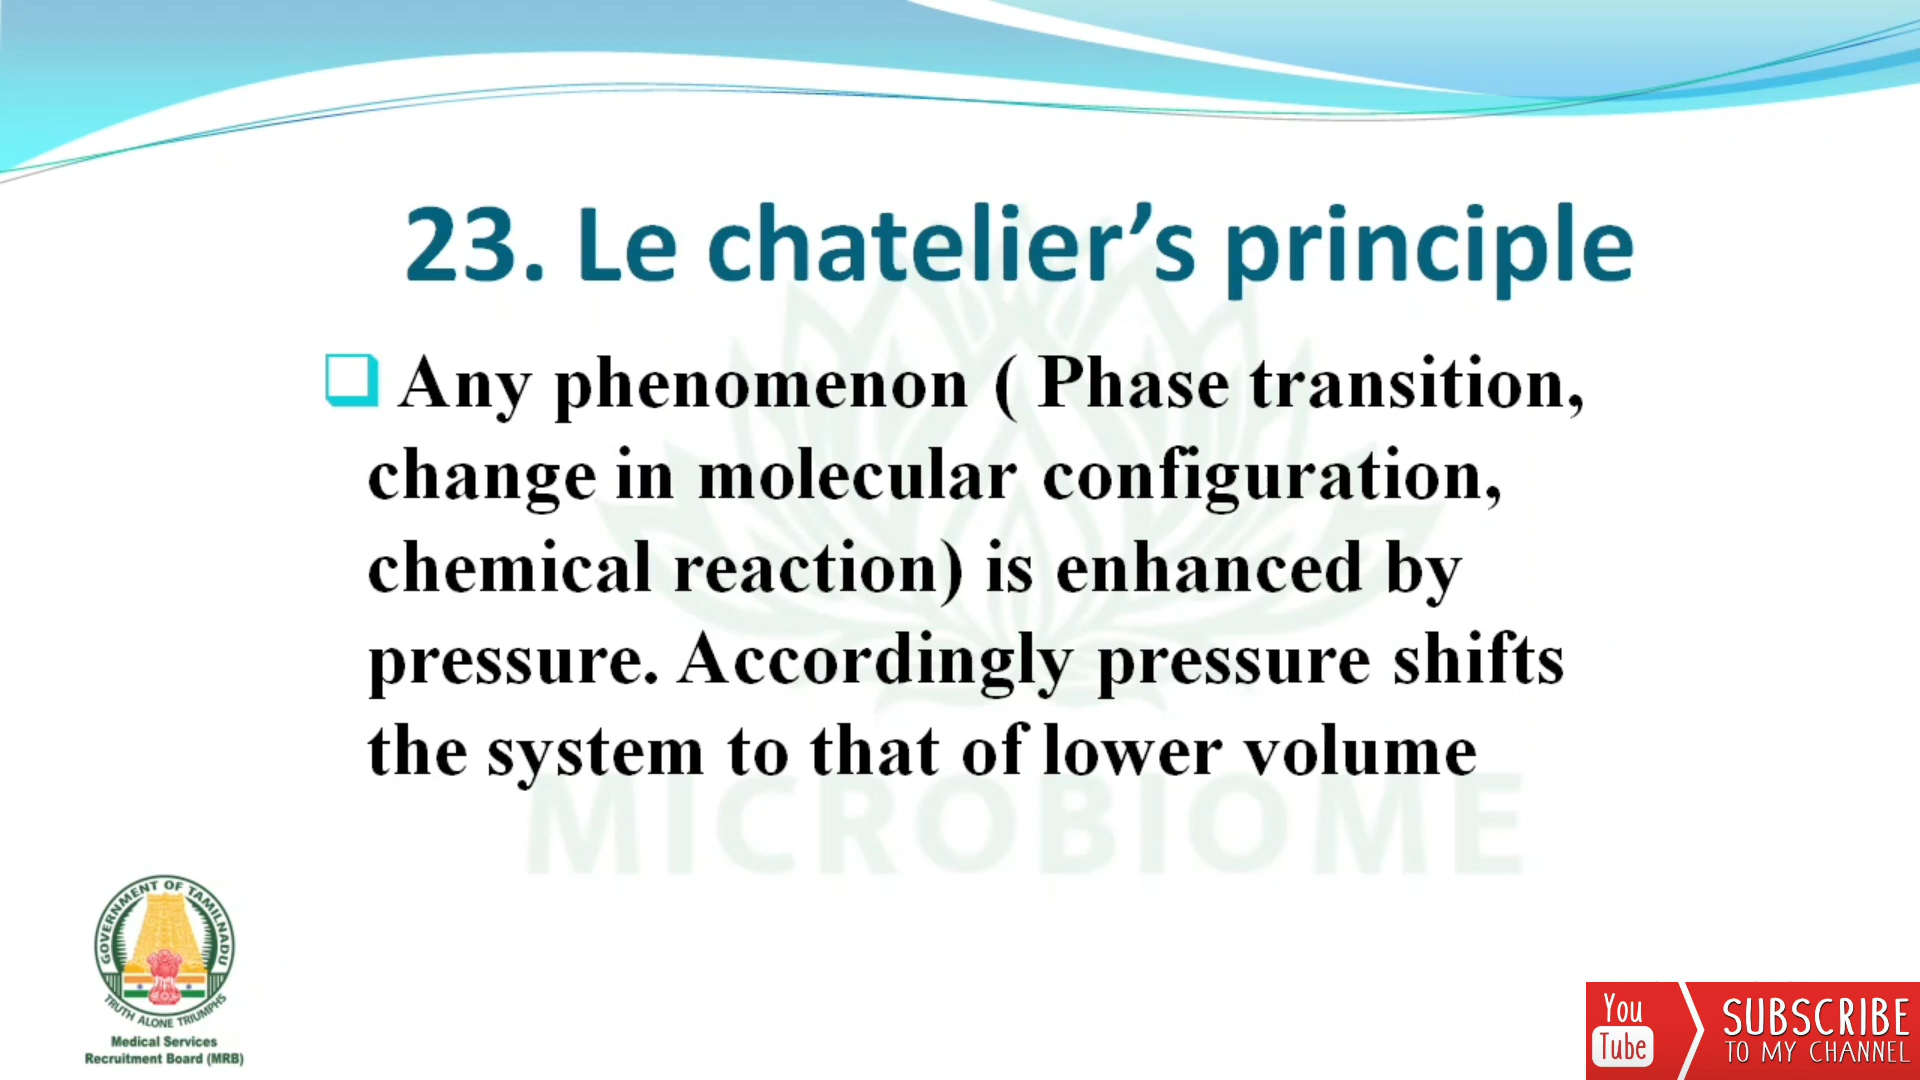 23. Le chatelier’s principle
Any phenomenon ( Phase transition,
change in molecular configuration,
chemical reaction) is enhanced by
pressure. Accordingly pressure shifts
the system to that of lower volume
MICROBIOME
GOVERNMENT OF TAMILNADU
TRUTH ALONE TRIUMPHS
Medical Services
Recruitment Board (MRB)
You
Tube
SUBSCRIBE
TO MY CHANNEL